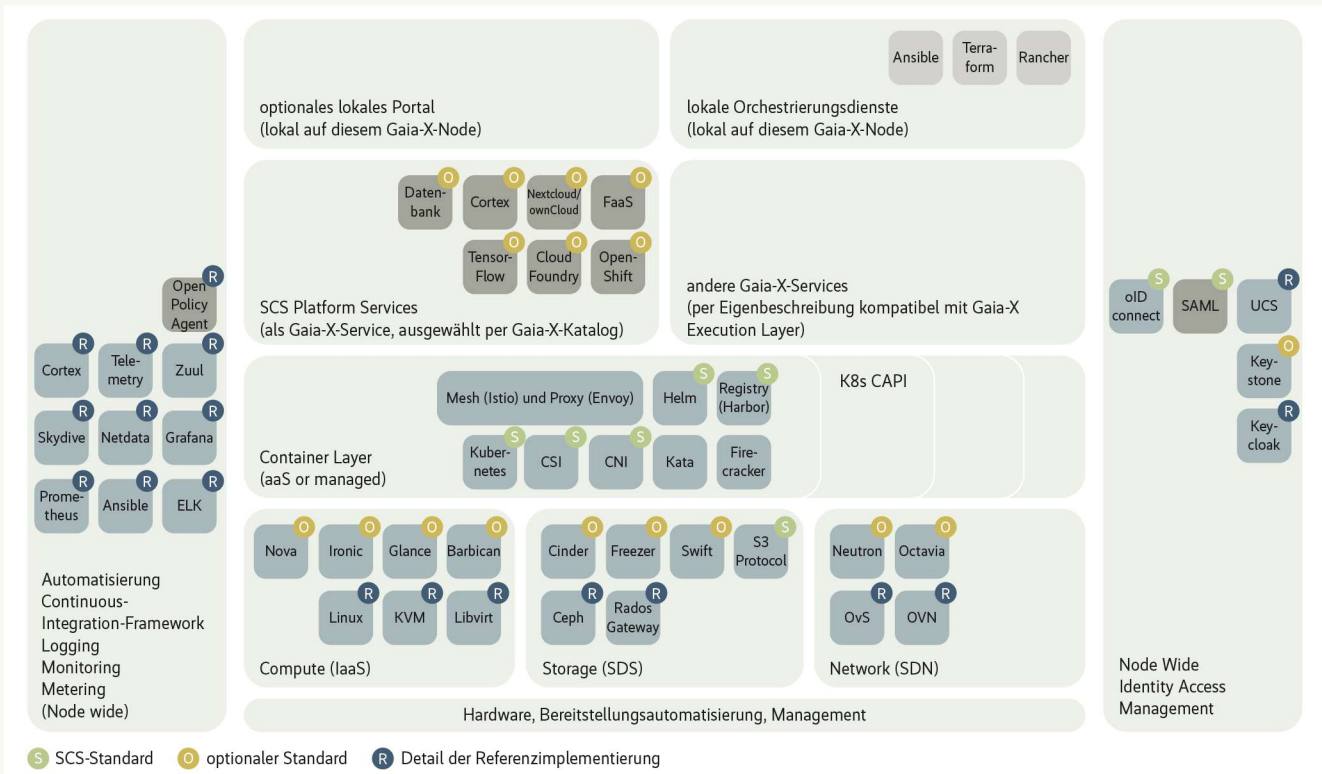 Ansible
Terra-
form
Rancher
optionales lokales Portal
(lokal auf diesem Gaia-X-Node)
lokale Orchestrierungsdienste
(lokal auf diesem Gaia-X-Node)
O
Daten-
bank
O
Cortex
O
Nextcloud/
ownCloud
O
FaaS
O
Tensor-
Flow
O
Cloud
Foundry
O
Open-
Shift
SCS Platform Services
(als Gaia-X-Service, ausgewählt per Gaia-X-Katalog)
andere Gaia-X-Services
(per Eigenbeschreibung kompatibel mit Gaia-X
Execution Layer)
R
Open
Policy
Agent
R
Cortex
R
Tele-
metry
R
Zuul
R
Skydive
R
Netdata
R
Grafana
R
Prome-
theus
R
Ansible
R
ELK
Automatisierung
Continuous-
Integration-Framework
Logging
Monitoring
Metering
(Node wide)
Mesh (Istio) und Proxy (Envoy)
S
Helm
S
Registry
(Harbor)
K8s CAPI
S
Kuber-
netes
S
CSI
S
CNI
Kata
Fire-
cracker
Container Layer
(aaS or managed)
O
Nova
O
Ironic
O
Glance
O
Barbican
R
Linux
R
KVM
R
Libvirt
Compute (IaaS)
O
Cinder
O
Freezer
O
Swift
S
S3
Protocol
R
Ceph
R
Rados
Gateway
Storage (SDS)
O
Neutron
O
Octavia
R
OvS
R
OVN
Network (SDN)
Hardware, Bereitstellungsautomatisierung, Management
S
oID
connect
S
SAML
R
UCS
O
Key-
stone
R
Key-
cloak
Node Wide
Identity Access
Management
S SCS-Standard
O optionaler Standard
R Detail der Referenzimplementierung